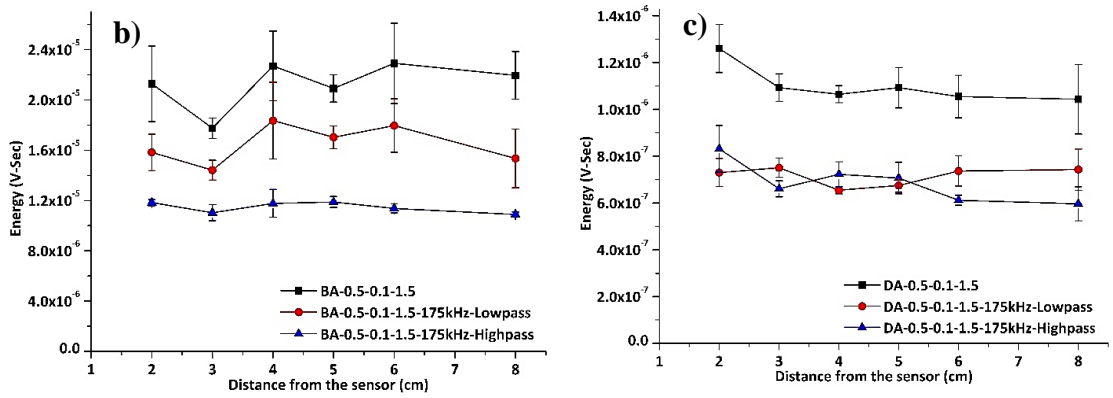 b)
2.4x10⁻⁵
2.0x10⁻⁵
1.6x10⁻⁵
1.2x10⁻⁵
8.0x10⁻⁶
4.0x10⁻⁶
0.0
Energy (V-Sec)
BA-0.5-0.1-1.5
BA-0.5-0.1-1.5-175kHz-Lowpass
BA-0.5-0.1-1.5-175kHz-Highpass
1 2 3 4 5 6 7 8
Distance from the sensor (cm)
c)
1.4x10⁻⁶
1.2x10⁻⁶
1.0x10⁻⁶
8.0x10⁻⁷
6.0x10⁻⁷
4.0x10⁻⁷
2.0x10⁻⁷
0.0
Energy (V-Sec)
DA-0.5-0.1-1.5
DA-0.5-0.1-1.5-175kHz-Lowpass
DA-0.5-0.1-1.5-175kHz-Highpass
1 2 3 4 5 6 7 8
Distance from the sensor (cm)